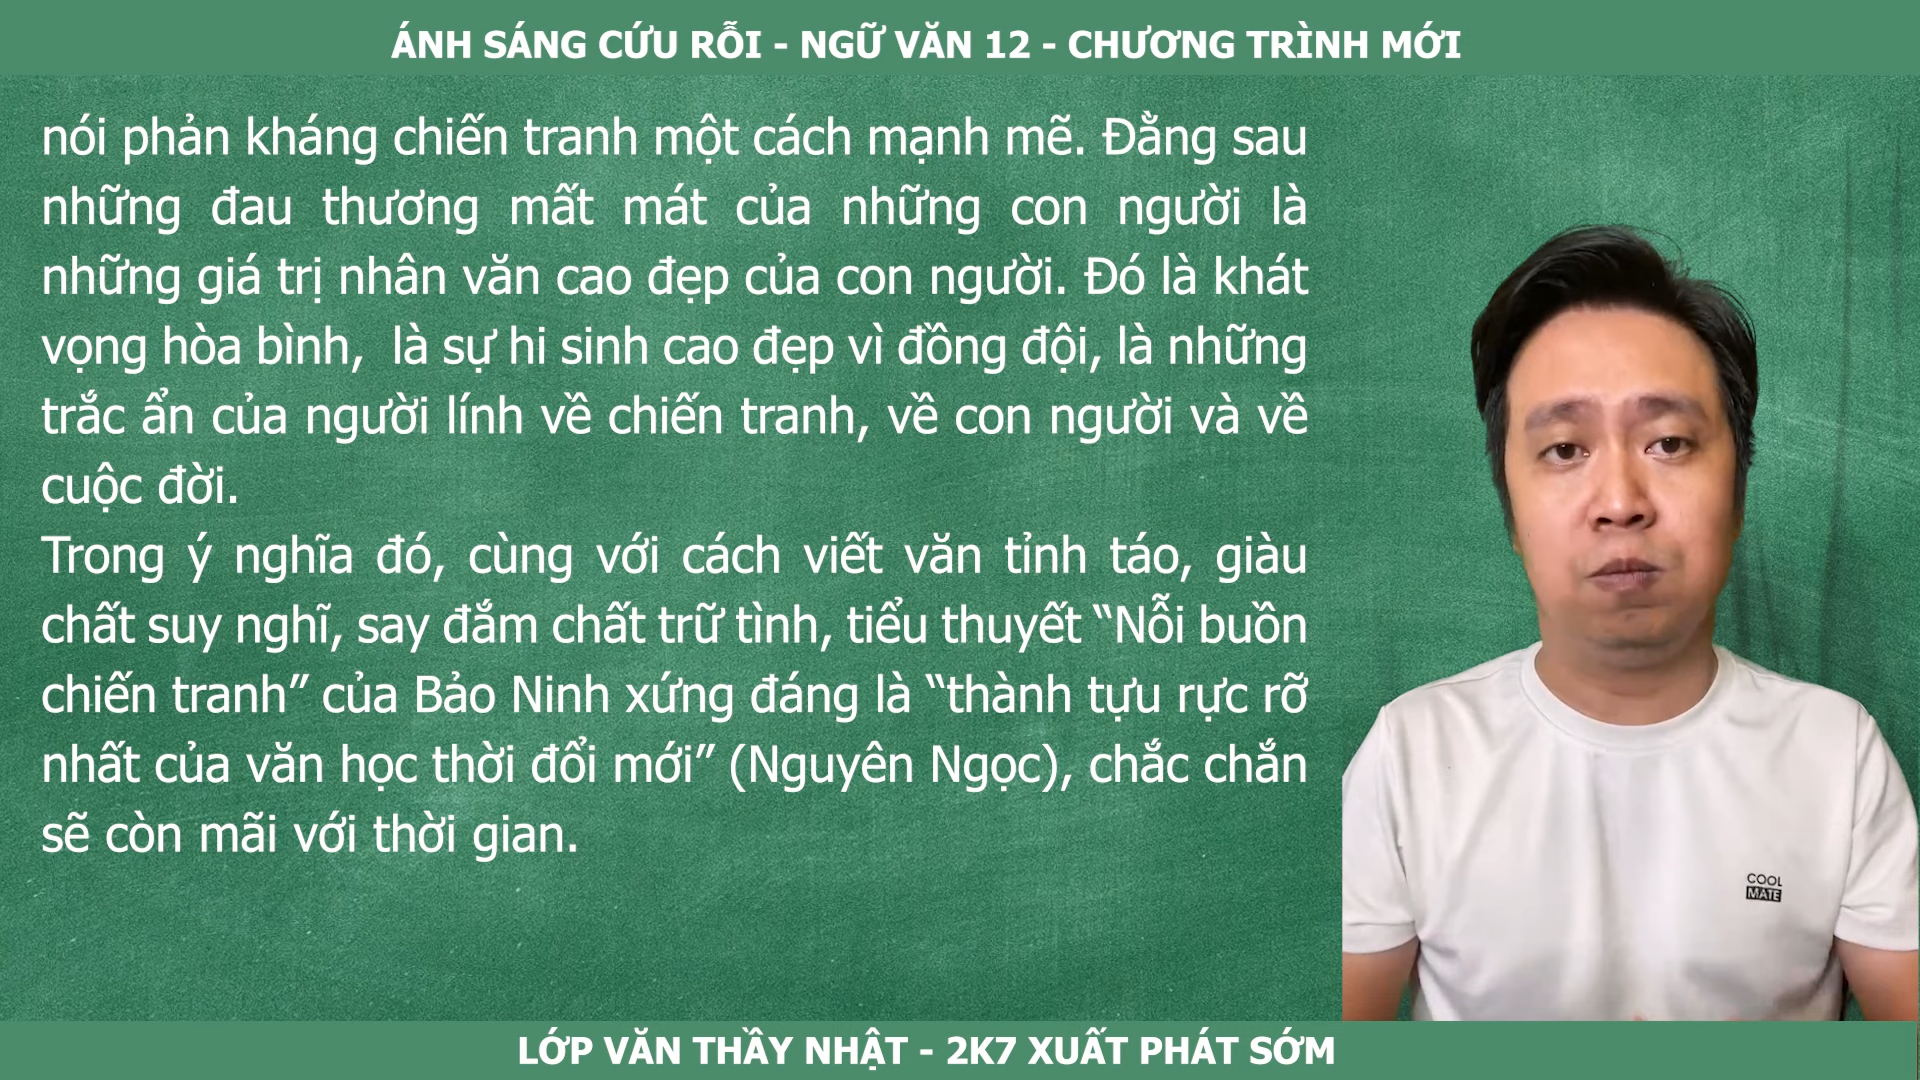 ÁNH SÁNG CỨU RỖI - NGỮ VĂN 12 - CHƯƠNG TRÌNH MỚI
nói phản kháng chiến tranh một cách mạnh mẽ. Đằng sau
những đau thương mất mát của những con người là
những giá trị nhân văn cao đẹp của con người. Đó là khát
vọng hòa bình, là sự hi sinh cao đẹp vì đồng đội, là những
trắc ẩn của người lính về chiến tranh, về con người và về
cuộc đời.
Trong ý nghĩa đó, cùng với cách viết văn tỉnh táo, giàu
chất suy nghĩ, say đắm chất trữ tình, tiểu thuyết “Nỗi buồn
chiến tranh” của Bảo Ninh xứng đáng là “thành tựu rực rỡ
nhất của văn học thời đổi mới” (Nguyên Ngọc), chắc chắn
sẽ còn mãi với thời gian.
COOL
MATE
LỚP VĂN THẦY NHẬT - 2K7 XUẤT PHÁT SỚM